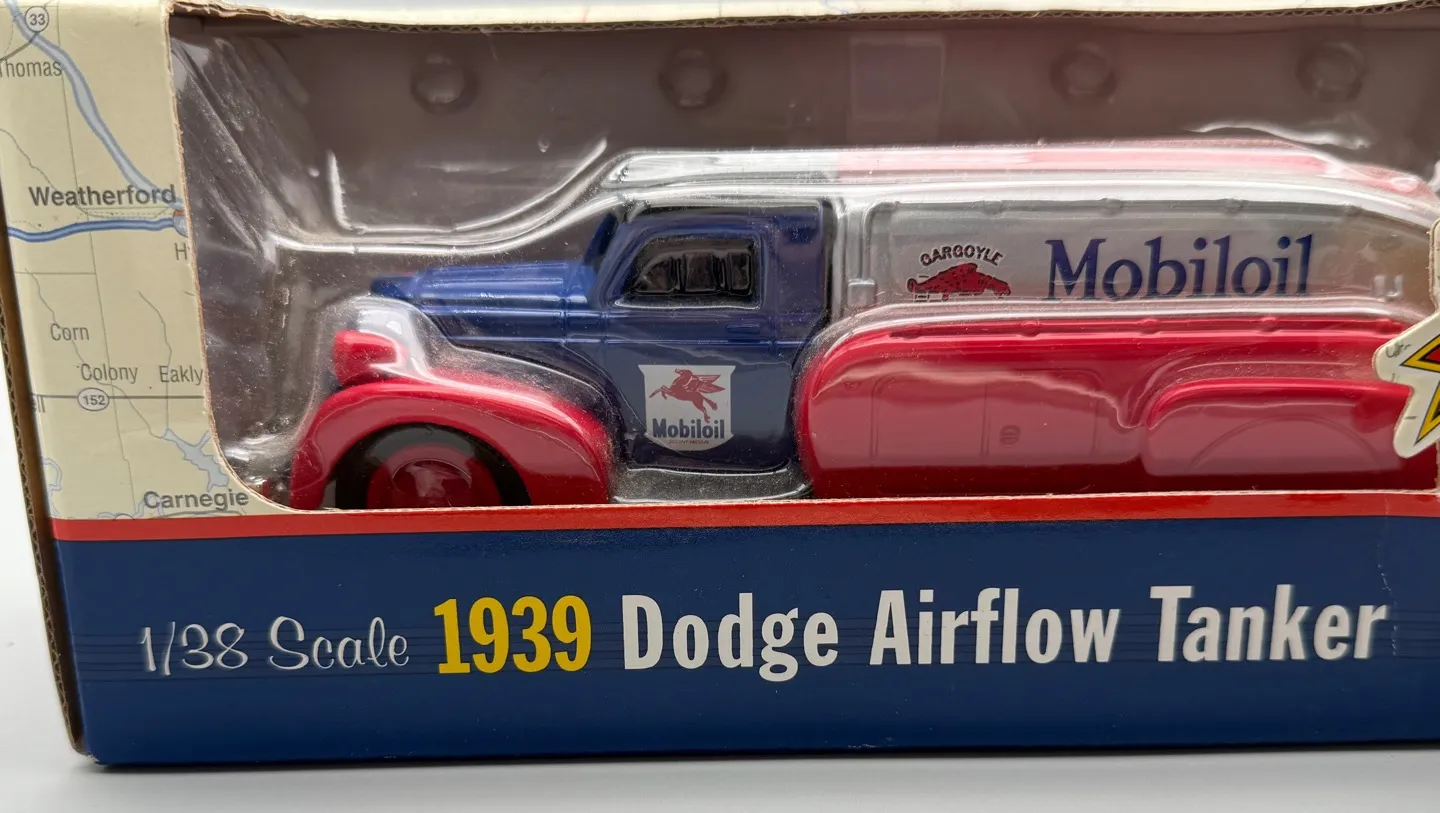 33
Thomas
Weatherford
H
Corn
Colony Eakly
152
Carnegie
GARGOYLE
Mobiloil
Mobiloil
1/38 Scale 1939 Dodge Airflow Tanker